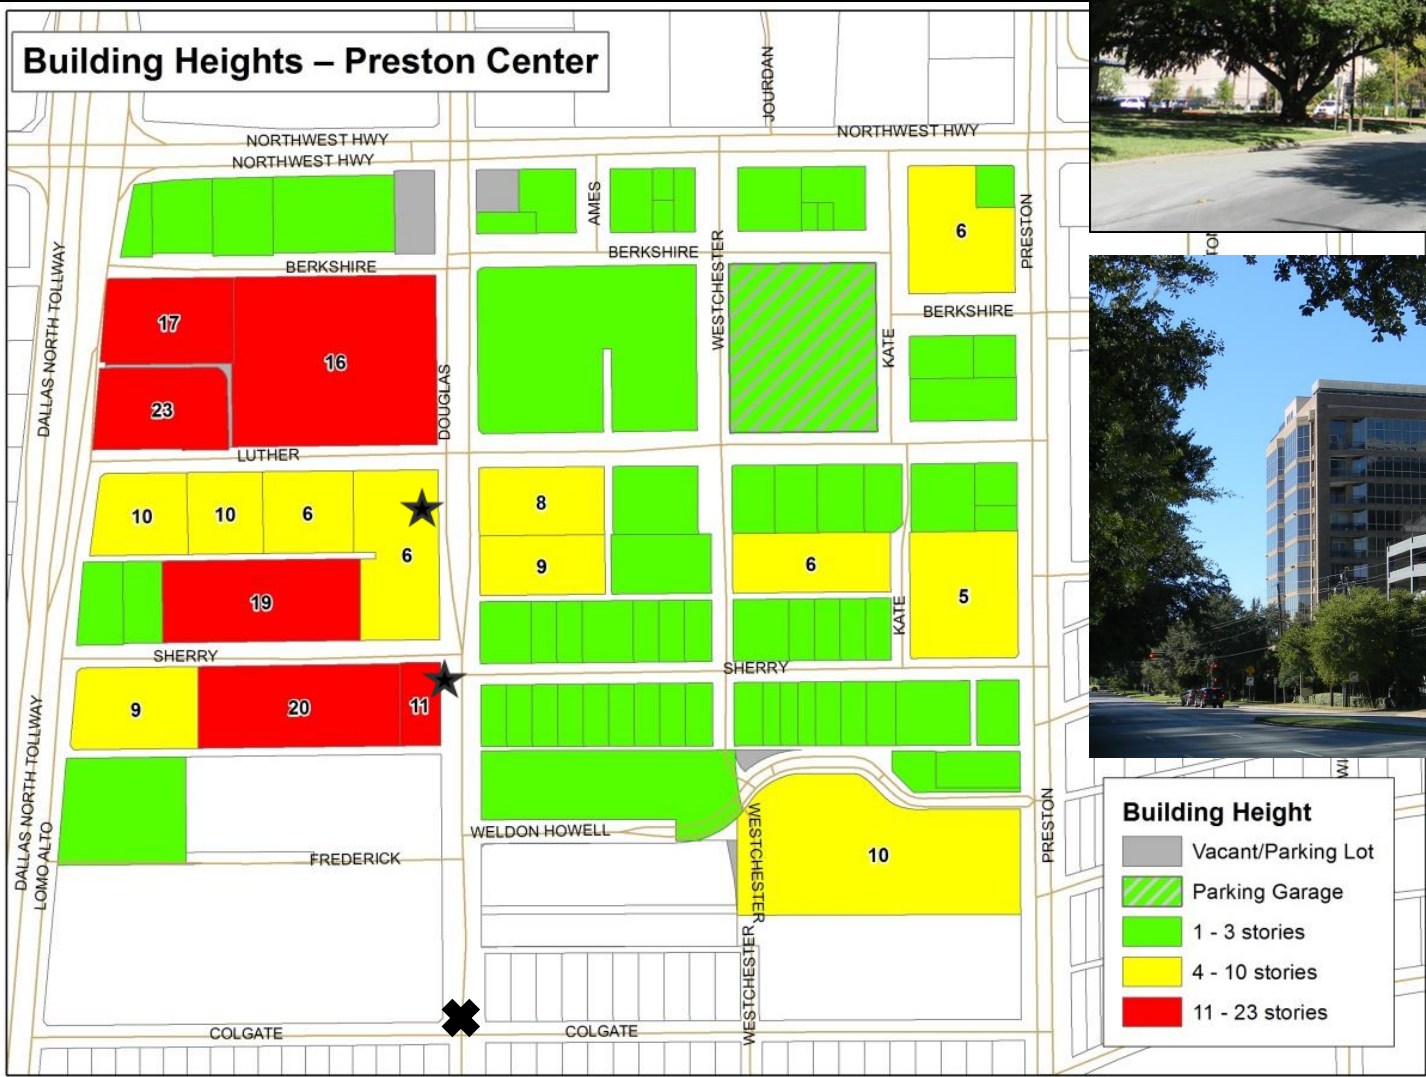 Building Heights – Preston Center
JOURDAN
NORTHWEST HWY
NORTHWEST HWY
NORTHWEST HWY
AMES
BERKSHIRE
WESTCHESTER
6
PRESTON
DALLAS NORTH TOLLWAY
BERKSHIRE
17
16
23
DOUGLAS
KATE
BERKSHIRE
LUTHER
10
10
6
6
8
9
6
5
19
KATE
SHERRY
SHERRY
9
20
11
DALLAS NORTH TOLLWAY
LOMO ALTO
WELDON HOWELL
FREDERICK
WESTCHESTER
10
PRESTON
WESTCHESTER
COLGATE
COLGATE
Building Height
Vacant/Parking Lot
Parking Garage
1 - 3 stories
4 - 10 stories
11 - 23 stories